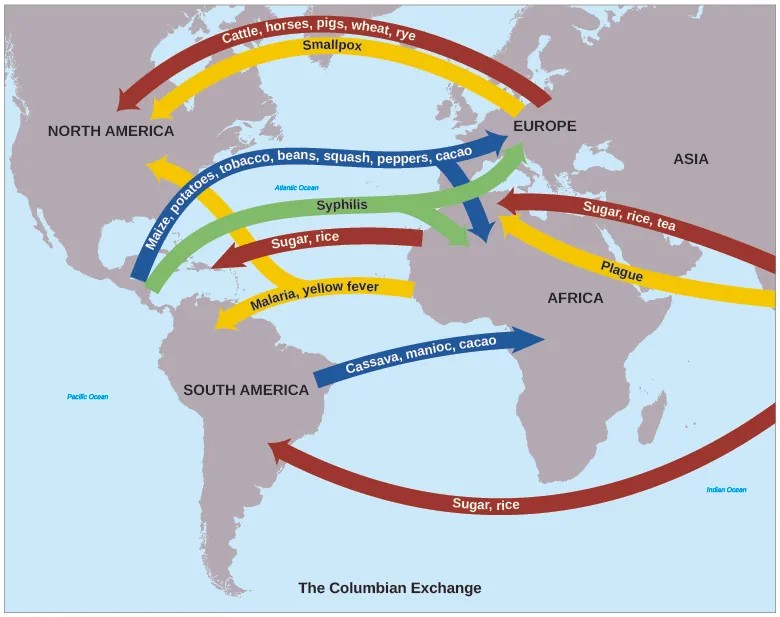 Cattle, horses, pigs, wheat, rye
Smallpox
NORTH AMERICA
EUROPE
ASIA
Maize, potatoes, tobacco, beans, squash, peppers, cacao
Atlantic Ocean
Syphilis
Sugar, rice, tea
Sugar, rice
Plague
Malaria, yellow fever
AFRICA
Cassava, manioc, cacao
SOUTH AMERICA
Pacific Ocean
Indian Ocean
Sugar, rice
The Columbian Exchange